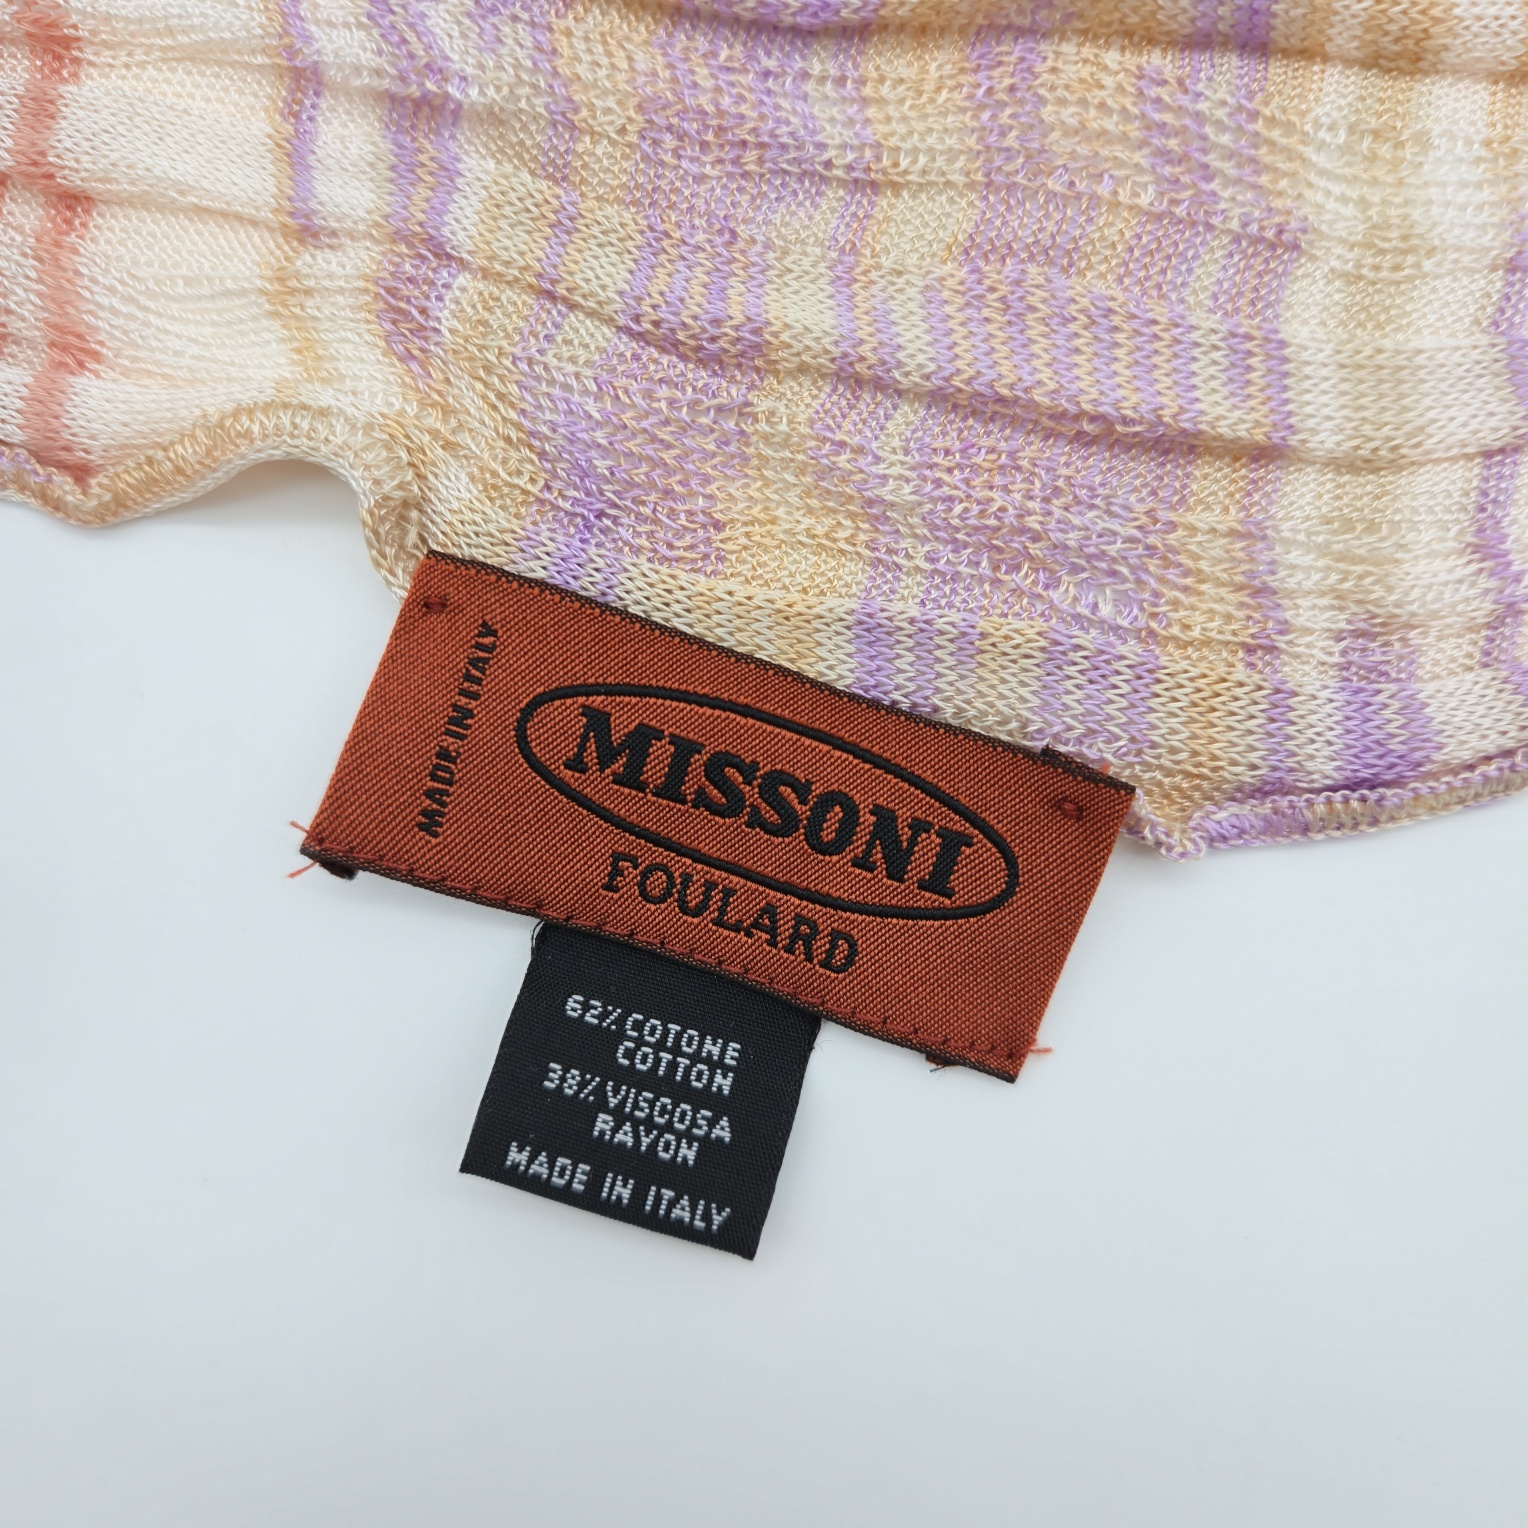 MADE IN ITALY
MISSONI
FOULARD
62% COTONE
COTTON
38% VISCOSA
RAYON
MADE IN ITALY